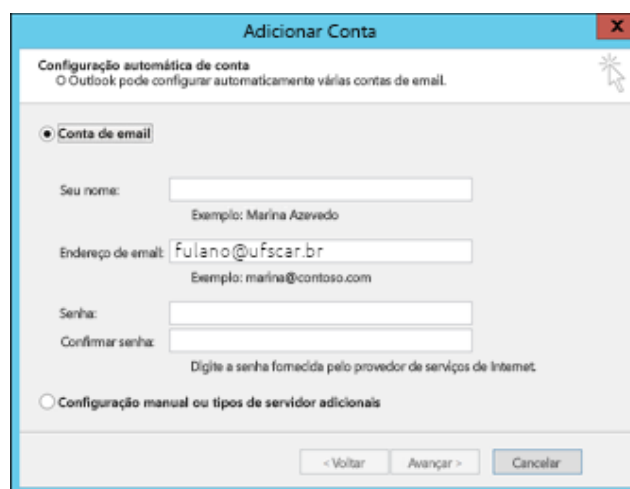 Adicionar Conta
X
Configuração automática de conta
O Outlook pode configurar automaticamente várias contas de email.
Conta de email
Seu nome:
Exemplo: Marina Azevedo
Endereço de email: fulano@ufscar.br
Exemplo: marina@contoso.com
Senha:
Confirmar senha:
Digite a senha fornecida pelo provedor de serviços de Internet.
Configuração manual ou tipos de servidor adicionais
< Voltar Avançar > Cancelar